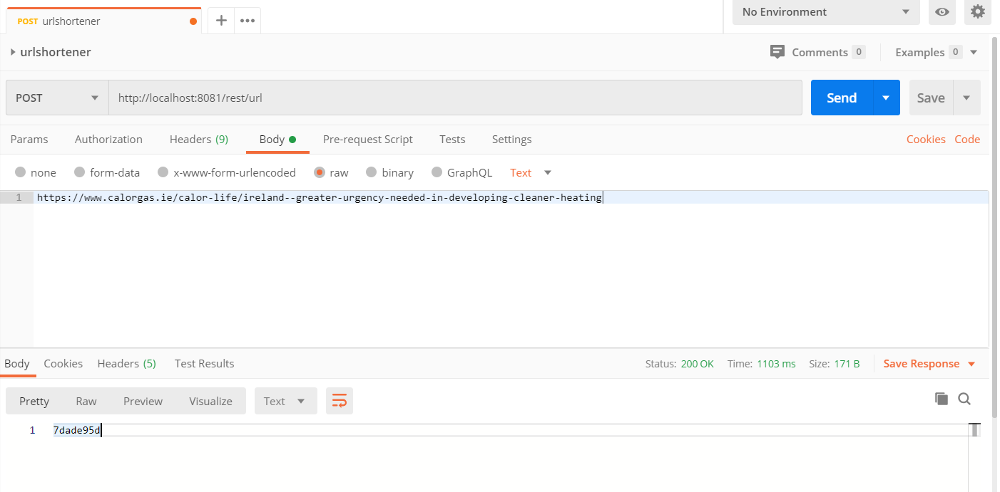 POST urlshortener
No Environment
urlshortener
Comments 0
Examples 0
POST
http://localhost:8081/rest/url
Send
Save
Params Authorization Headers (9) Body Pre-request Script Tests Settings
Cookies Code
none form-data x-www-form-urlencoded raw binary GraphQL Text
1 https://www.calorgas.ie/calor-life/ireland--greater-urgency-needed-in-developing-cleaner-heating
Body Cookies Headers (5) Test Results
Status: 200 OK Time: 1103 ms Size: 171 B Save Response
Pretty Raw Preview Visualize Text
1 7dade95d